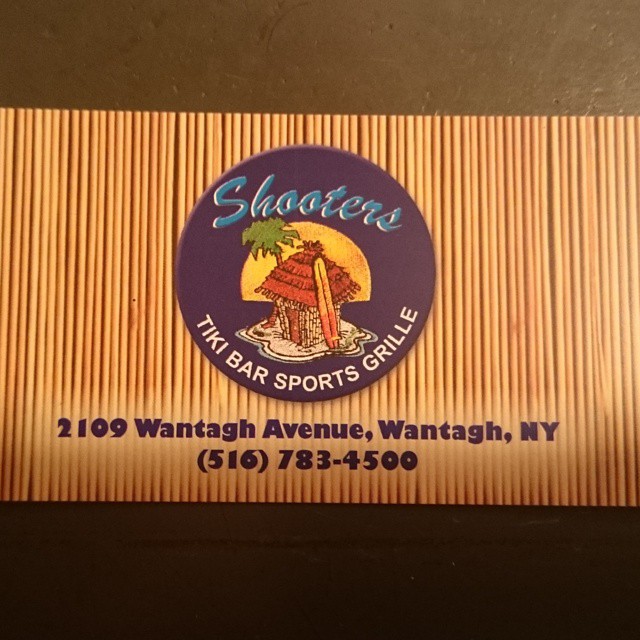 Shooters
TIKI BAR SPORTS GRILLE
2109 Wantagh Avenue, Wantagh, NY
(516) 783-4500